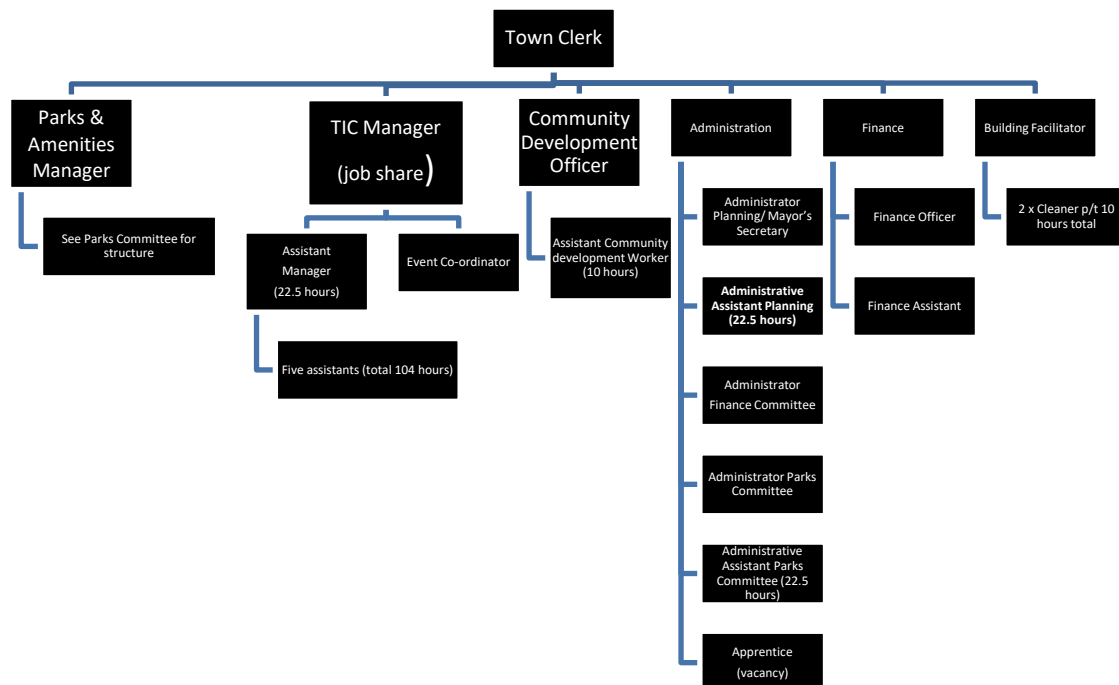 Town Clerk
Parks &
Amenities
Manager
TIC Manager
(job share)
Community
Development
Officer
Administration
Finance
Building Facilitator
See Parks Committee for
structure
Assistant
Manager
(22.5 hours)
Event Co-ordinator
Five assistants (total 104 hours)
Assistant Community
development Worker
(10 hours)
Administrator
Planning/ Mayor’s
Secretary
Administrative
Assistant Planning
(22.5 hours)
Administrator
Finance Committee
Administrator Parks
Committee
Administrative
Assistant Parks
Committee (22.5
hours)
Apprentice
(vacancy)
Finance Officer
Finance Assistant
2 x Cleaner p/t 10
hours total